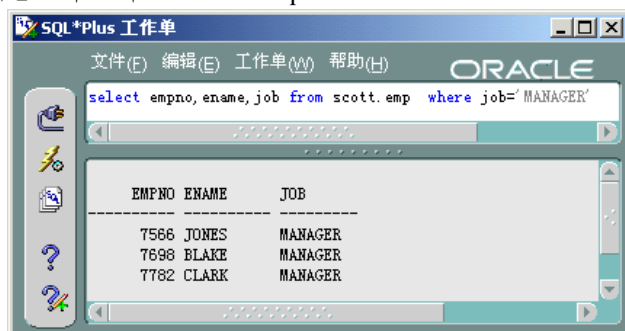 SQL*Plus 工作单
文件(F) 编辑(E) 工作单(W) 帮助(H) ORACLE
select empno,ename,job from scott.emp where job='MANAGER'
EMPNO ENAME JOB
---------- ---------- ---------
7566 JONES MANAGER
7698 BLAKE MANAGER
7782 CLARK MANAGER